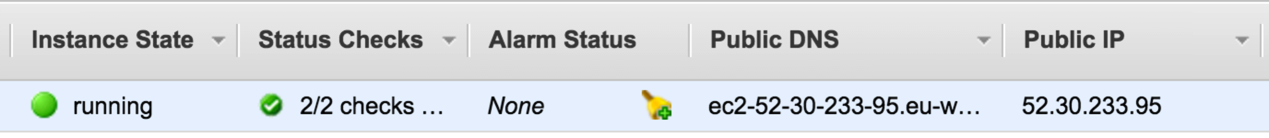 Instance State Status Checks Alarm Status Public DNS Public IP
running 2/2 checks ... None ec2-52-30-233-95.eu-w... 52.30.233.95